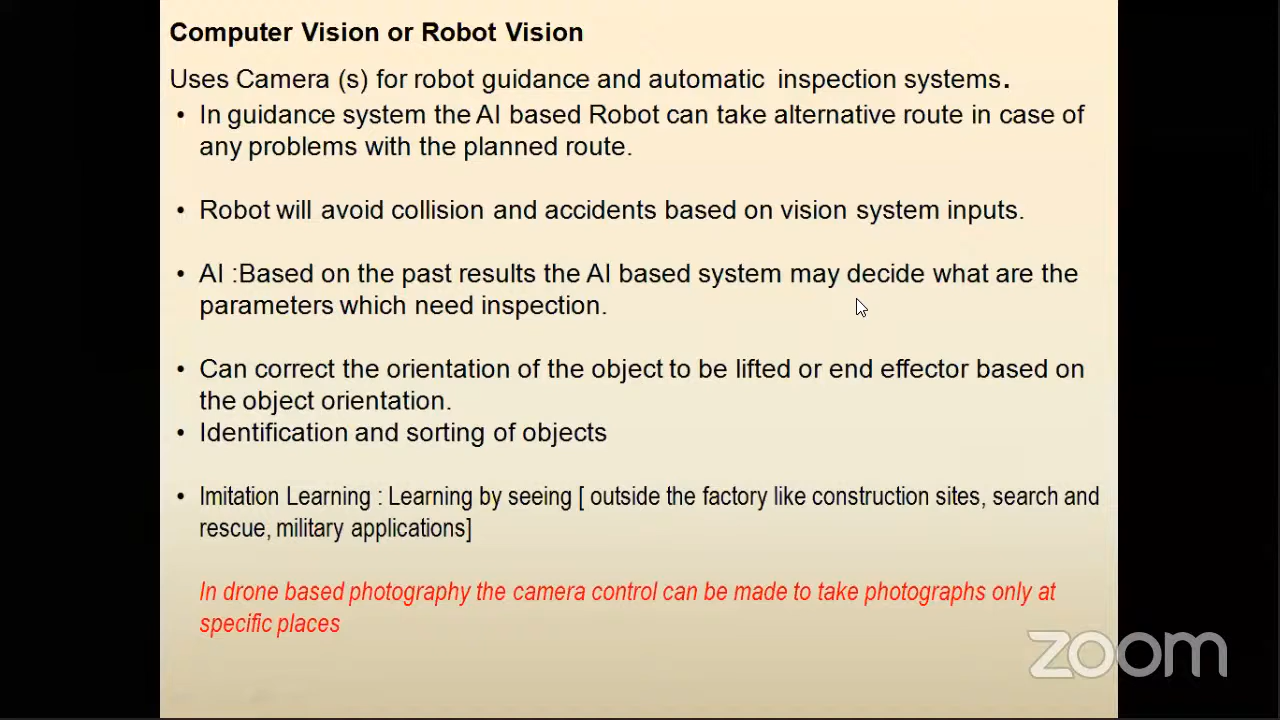 Computer Vision or Robot Vision
Uses Camera (s) for robot guidance and automatic inspection systems.
• In guidance system the AI based Robot can take alternative route in case of
any problems with the planned route.
• Robot will avoid collision and accidents based on vision system inputs.
• AI :Based on the past results the AI based system may decide what are the
parameters which need inspection.
• Can correct the orientation of the object to be lifted or end effector based on
the object orientation.
• Identification and sorting of objects
• Imitation Learning : Learning by seeing [ outside the factory like construction sites, search and
rescue, military applications]
In drone based photography the camera control can be made to take photographs only at
specific places
zoom